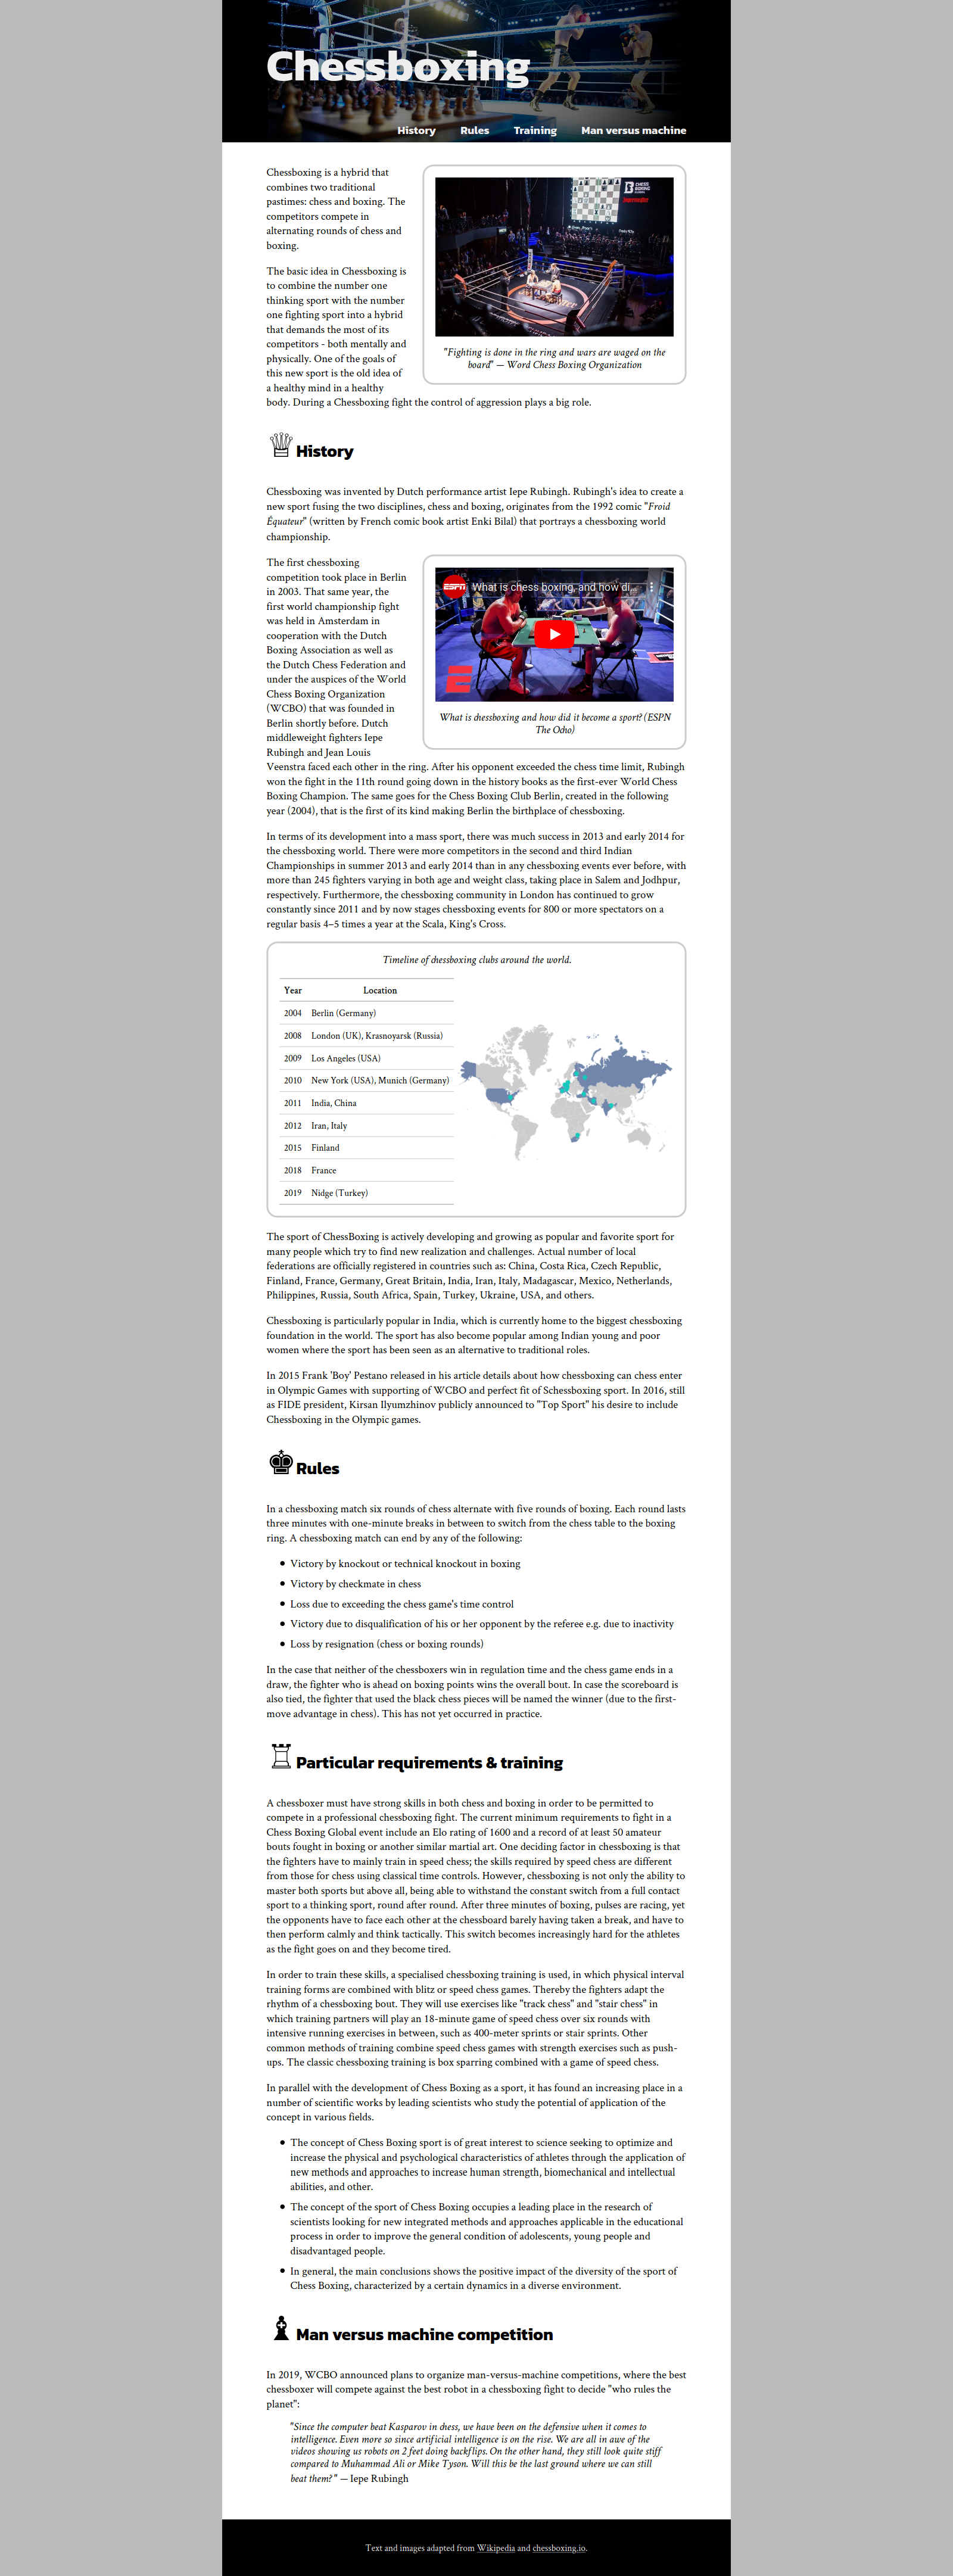 Chessboxing
History Rules Training Man versus machine
Chessboxing is a hybrid that
combines two traditional
pastimes: chess and boxing. The
competitors compete in
alternating rounds of chess and
boxing.
The basic idea in Chessboxing is
to combine the number one
thinking sport with the number
one fighting sport into a hybrid
that demands the most of its
competitors - both mentally and
physically. One of the goals of
this new sport is the old idea of
a healthy mind in a healthy
body. During a Chessboxing fight the control of aggression plays a big role.
CHESS
BOXING
GLOBAL
"Fighting is done in the ring and wars are waged on the
board" — Word Chess Boxing Organization
History
Chessboxing was invented by Dutch performance artist Iepe Rubingh. Rubingh's idea to create a
new sport fusing the two disciplines, chess and boxing, originates from the 1992 comic "Froid
Équateur" (written by French comic book artist Enki Bilal) that portrays a chessboxing world
championship.
The first chessboxing
competition took place in Berlin
in 2003. That same year, the
first world championship fight
was held in Amsterdam in
cooperation with the Dutch
Boxing Association as well as
the Dutch Chess Federation and
under the auspices of the World
Chess Boxing Organization
(WCBO) that was founded in
Berlin shortly before. Dutch
middleweight fighters Iepe
Rubingh and Jean Louis
Veenstra faced each other in the ring. After his opponent exceeded the chess time limit, Rubingh
won the fight in the 11th round going down in the history books as the first-ever World Chess
Boxing Champion. The same goes for the Chess Boxing Club Berlin, created in the following
year (2004), that is the first of its kind making Berlin the birthplace of chessboxing.
ESPN
What is chess boxing, and how di...
What is chessboxing and how did it become a sport? (ESPN
The Ocho)
In terms of its development into a mass sport, there was much success in 2013 and early 2014 for
the chessboxing world. There were more competitors in the second and third Indian
Championships in summer 2013 and early 2014 than in any chessboxing events ever before, with
more than 245 fighters varying in both age and weight class, taking place in Salem and Jodhpur,
respectively. Furthermore, the chessboxing community in London has continued to grow
constantly since 2011 and by now stages chessboxing events for 800 or more spectators on a
regular basis 4–5 times a year at the Scala, King's Cross.
Timeline of chessboxing clubs around the world.
Year Location
2004 Berlin (Germany)
2008 London (UK), Krasnoyarsk (Russia)
2009 Los Angeles (USA)
2010 New York (USA), Munich (Germany)
2011 India, China
2012 Iran, Italy
2015 Finland
2018 France
2019 Nidge (Turkey)
The sport of ChessBoxing is actively developing and growing as popular and favorite sport for
many people which try to find new realization and challenges. Actual number of local
federations are officially registered in countries such as: China, Costa Rica, Czech Republic,
Finland, France, Germany, Great Britain, India, Iran, Italy, Madagascar, Mexico, Netherlands,
Philippines, Russia, South Africa, Spain, Turkey, Ukraine, USA, and others.
Chessboxing is particularly popular in India, which is currently home to the biggest chessboxing
foundation in the world. The sport has also become popular among Indian young and poor
women where the sport has been seen as an alternative to traditional roles.
In 2015 Frank 'Boy' Pestano released in his article details about how chessboxing can chess enter
in Olympic Games with supporting of WCBO and perfect fit of Schessboxing sport. In 2016, still
as FIDE president, Kirsan Ilyumzhinov publicly announced to "Top Sport" his desire to include
Chessboxing in the Olympic games.
Rules
In a chessboxing match six rounds of chess alternate with five rounds of boxing. Each round lasts
three minutes with one-minute breaks in between to switch from the chess table to the boxing
ring. A chessboxing match can end by any of the following:
• Victory by knockout or technical knockout in boxing
• Victory by checkmate in chess
• Loss due to exceeding the chess game's time control
• Victory due to disqualification of his or her opponent by the referee e.g. due to inactivity
• Loss by resignation (chess or boxing rounds)
In the case that neither of the chessboxers win in regulation time and the chess game ends in a
draw, the fighter who is ahead on boxing points wins the overall bout. In case the scoreboard is
also tied, the fighter that used the black chess pieces will be named the winner (due to the first-
move advantage in chess). This has not yet occurred in practice.
Particular requirements & training
A chessboxer must have strong skills in both chess and boxing in order to be permitted to
compete in a professional chessboxing fight. The current minimum requirements to fight in a
Chess Boxing Global event include an Elo rating of 1600 and a record of at least 50 amateur
bouts fought in boxing or another similar martial art. One deciding factor in chessboxing is that
the fighters have to mainly train in speed chess; the skills required by speed chess are different
from those for chess using classical time controls. However, chessboxing is not only the ability to
master both sports but above all, being able to withstand the constant switch from a full contact
sport to a thinking sport, round after round. After three minutes of boxing, pulses are racing, yet
the opponents have to face each other at the chessboard barely having taken a break, and have to
then perform calmly and think tactically. This switch becomes increasingly hard for the athletes
as the fight goes on and they become tired.
In order to train these skills, a specialised chessboxing training is used, in which physical interval
training forms are combined with blitz or speed chess games. Thereby the fighters adapt the
rhythm of a chessboxing bout. They will use exercises like "track chess" and "stair chess" in
which training partners will play an 18-minute game of speed chess over six rounds with
intensive running exercises in between, such as 400-meter sprints or stair sprints. Other
common methods of training combine speed chess games with strength exercises such as push-
ups. The classic chessboxing training is box sparring combined with a game of speed chess.
In parallel with the development of Chess Boxing as a sport, it has found an increasing place in a
number of scientific works by leading scientists who study the potential of application of the
concept in various fields.
• The concept of Chess Boxing sport is of great interest to science seeking to optimize and
increase the physical and psychological characteristics of athletes through the application of
new methods and approaches to increase human strength, biomechanical and intellectual
abilities, and other.
• The concept of the sport of Chess Boxing occupies a leading place in the research of
scientists looking for new integrated methods and approaches applicable in the educational
process in order to improve the general condition of adolescents, young people and
disadvantaged people.
• In general, the main conclusions shows the positive impact of the diversity of the sport of
Chess Boxing, characterized by a certain dynamics in a diverse environment.
Man versus machine competition
In 2019, WCBO announced plans to organize man-versus-machine competitions, where the best
chessboxer will compete against the best robot in a chessboxing fight to decide "who rules the
planet":
"Since the computer beat Kasparov in chess, we have been on the defensive when it comes to
intelligence. Even more so since artificial intelligence is on the rise. We are all in awe of the
videos showing us robots on 2 feet doing backflips. On the other hand, they still look quite stiff
compared to Muhammad Ali or Mike Tyson. Will this be the last ground where we can still
beat them?" — Iepe Rubingh
Text and images adapted from Wikipedia and chessboxing.io.